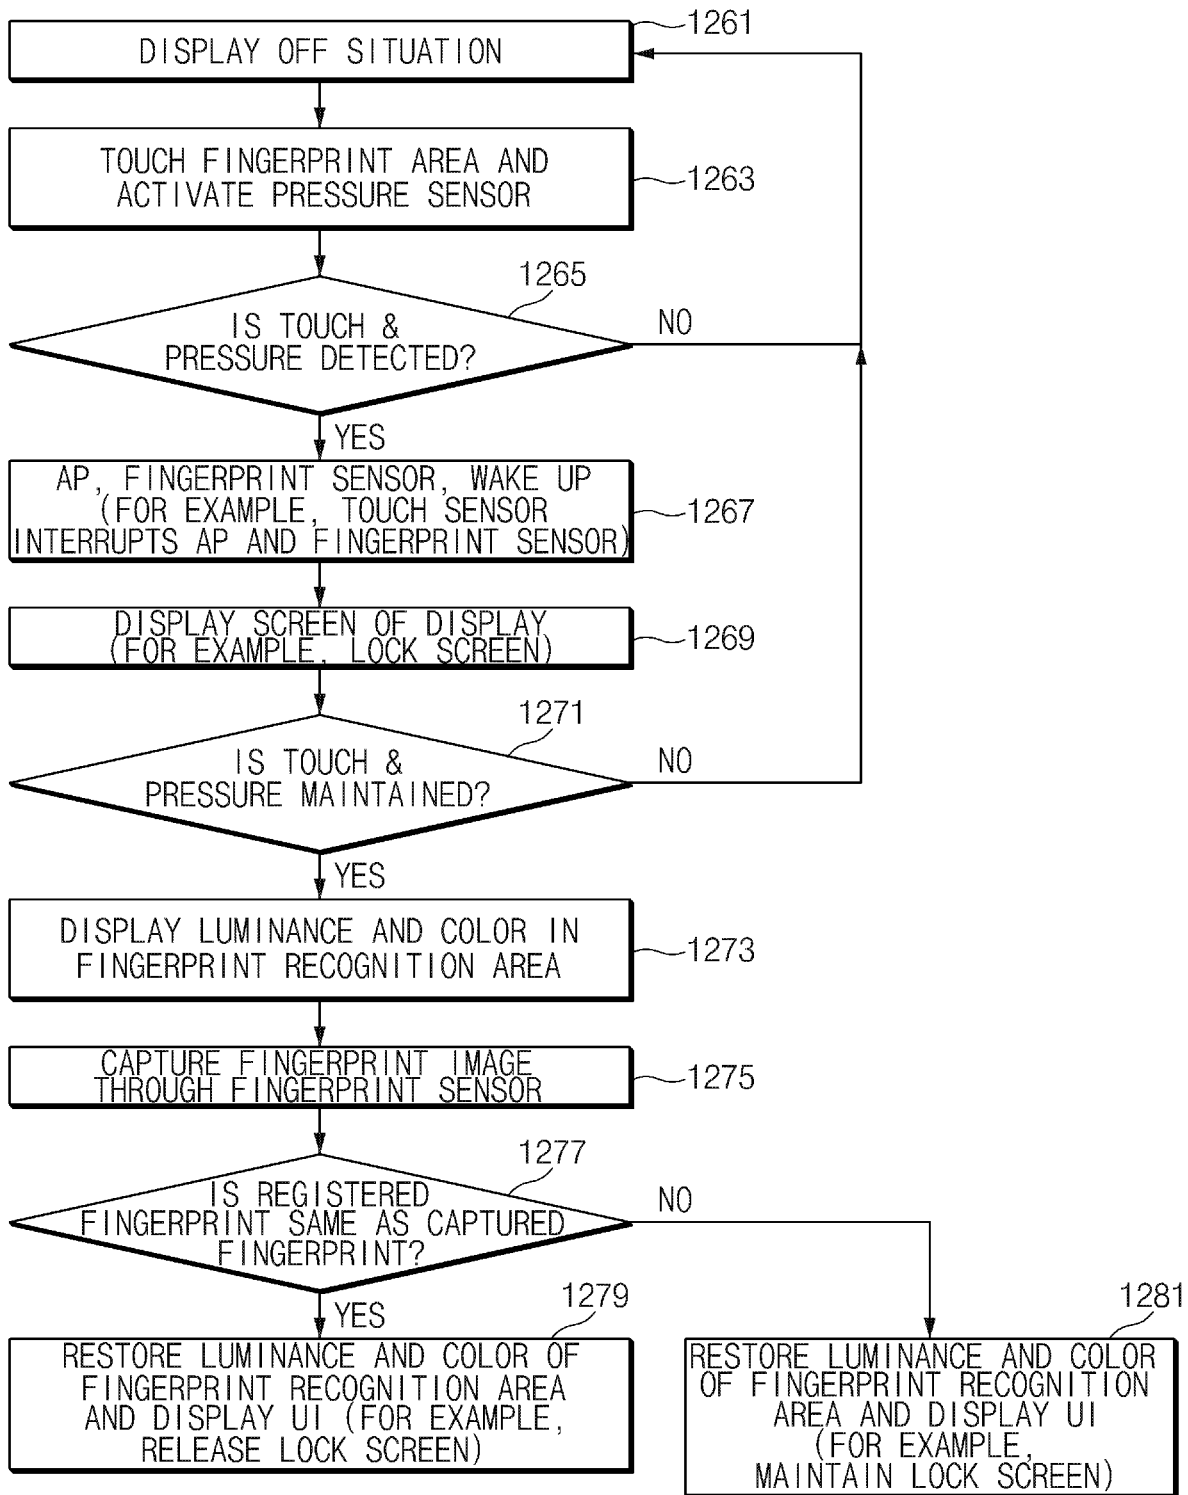 1261
DISPLAY OFF SITUATION
TOUCH FINGERPRINT AREA AND
ACTIVATE PRESSURE SENSOR
1263
1265
IS TOUCH &
PRESSURE DETECTED?
NO
YES
AP, FINGERPRINT SENSOR, WAKE UP
(FOR EXAMPLE, TOUCH SENSOR
INTERRUPTS AP AND FINGERPRINT SENSOR)
1267
DISPLAY SCREEN OF DISPLAY
(FOR EXAMPLE, LOCK SCREEN)
1269
1271
IS TOUCH &
PRESSURE MAINTAINED?
NO
YES
DISPLAY LUMINANCE AND COLOR IN
FINGERPRINT RECOGNITION AREA
1273
CAPTURE FINGERPRINT IMAGE
THROUGH FINGERPRINT SENSOR
1275
1277
IS REGISTERED
FINGERPRINT SAME AS CAPTURED
FINGERPRINT?
NO
YES
1279
RESTORE LUMINANCE AND COLOR OF
FINGERPRINT RECOGNITION AREA
AND DISPLAY UI (FOR EXAMPLE,
RELEASE LOCK SCREEN)
1281
RESTORE LUMINANCE AND COLOR
OF FINGERPRINT RECOGNITION
AREA AND DISPLAY UI
(FOR EXAMPLE,
MAINTAIN LOCK SCREEN)